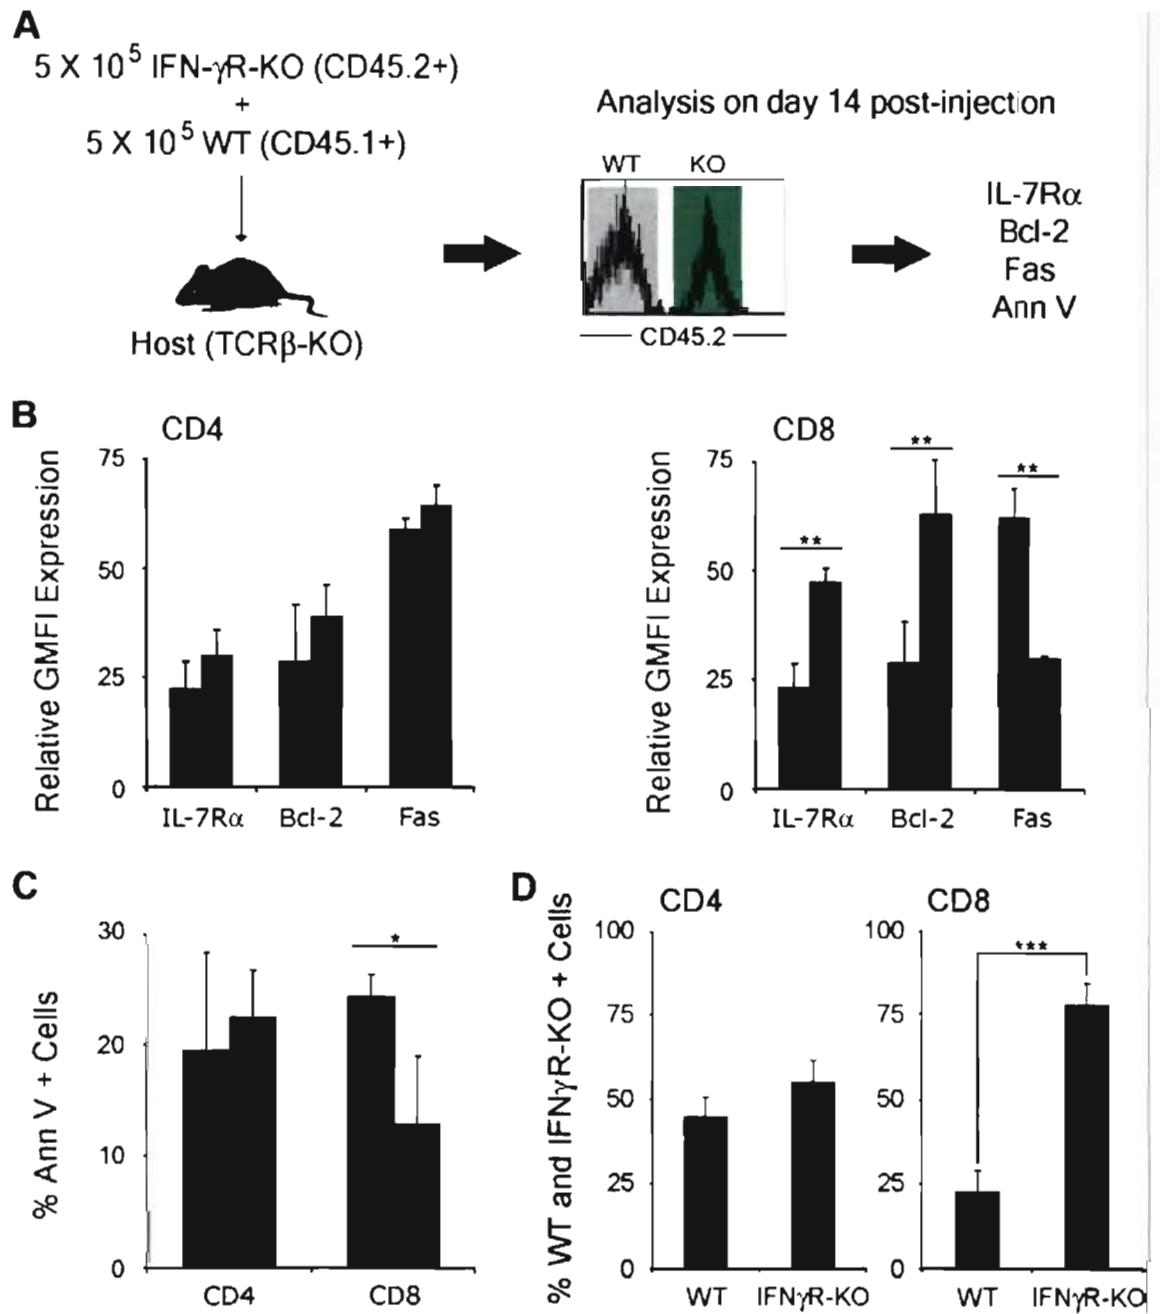 A
5 X 10⁵ IFN-γR-KO (CD45.2+)
+
5 X 10⁵ WT (CD45.1+)
Host (TCRβ-KO)
Analysis on day 14 post-injection
WT KO
CD45.2
IL-7Rα
Bcl-2
Fas
Ann V
B
CD4
Relative GMFI Expression
75
50
25
0
IL-7Rα Bcl-2 Fas
CD8
Relative GMFI Expression
75
50
25
0
**
**
**
IL-7Rα Bcl-2 Fas
C
% Ann V + Cells
30
20
10
0
*
CD4 CD8
D
% WT and IFNγR-KO + Cells
CD4
100
75
50
25
0
WT IFNγR-KO
CD8
100
75
50
25
0
***
WT IFNγR-KO